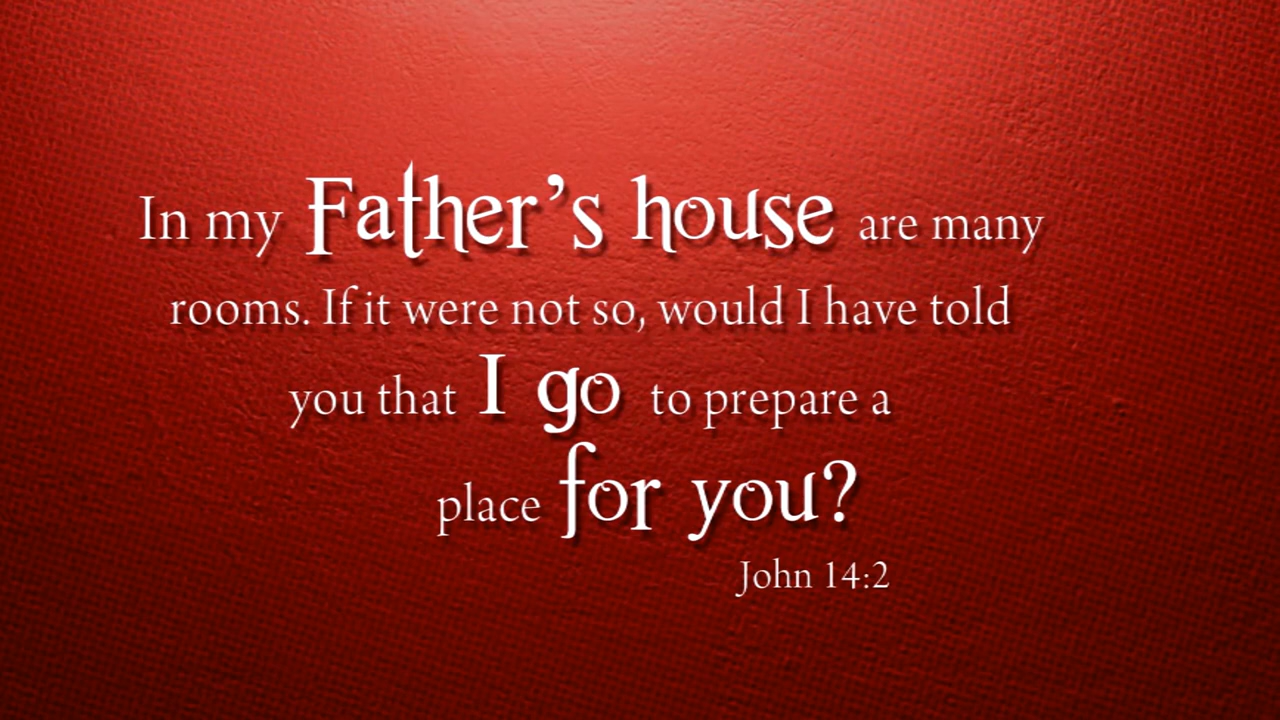 In my Father’s house are many
rooms. If it were not so, would I have told
you that I go to prepare a
place for you?
John 14:2